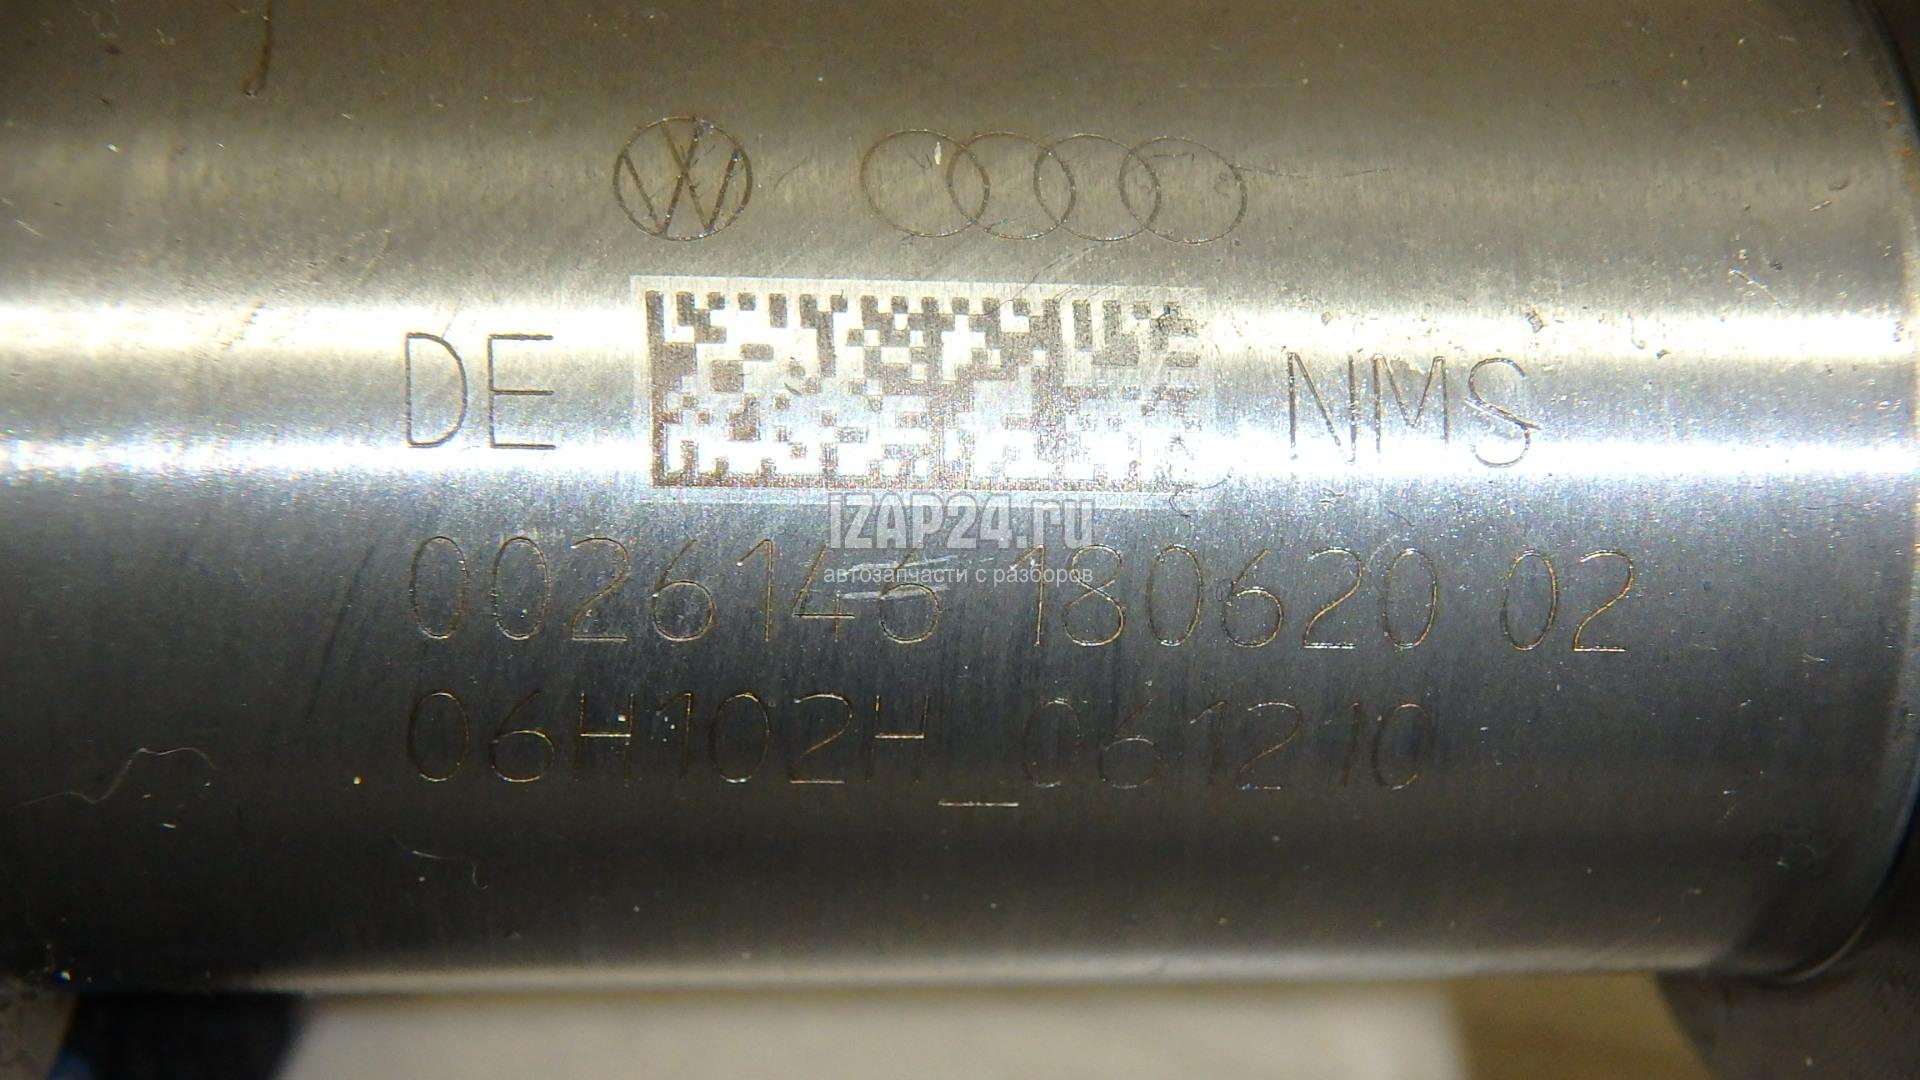 DE NMS
iZAP24.ru
0026146 180620 02
автозапчасти с разборов
06H102H_061210